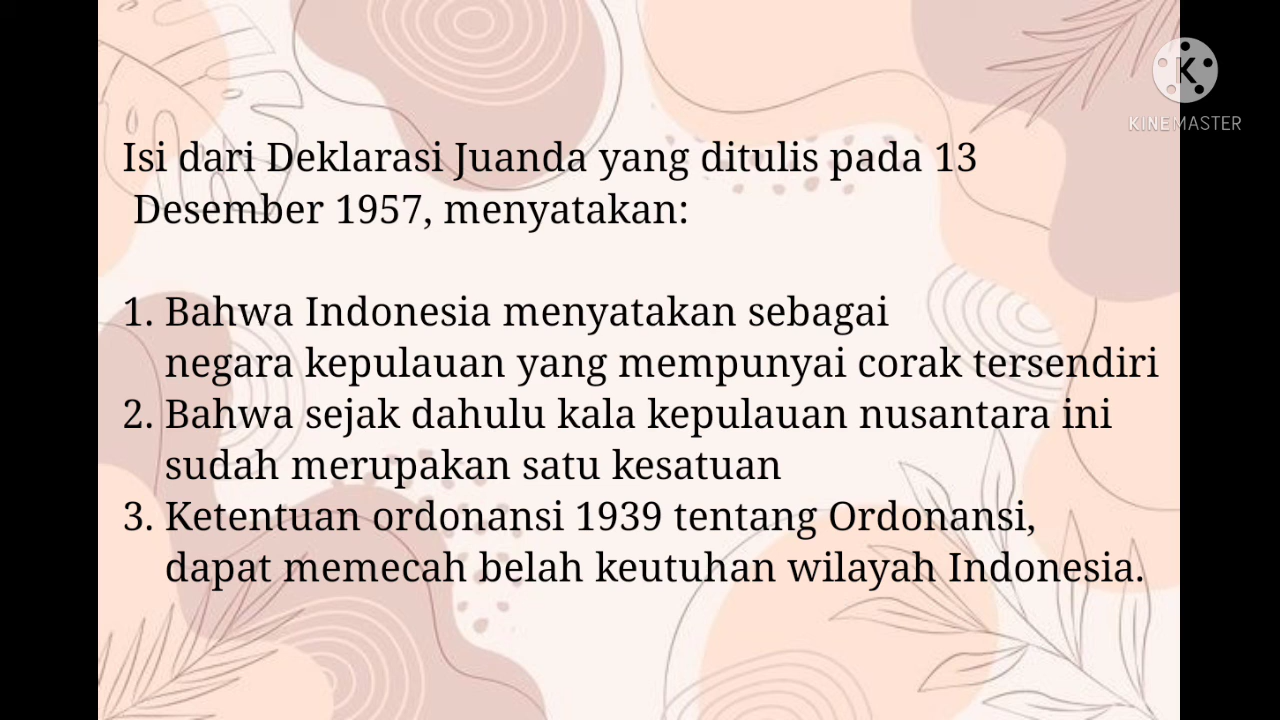 KINEMASTER
Isi dari Deklarasi Juanda yang ditulis pada 13
Desember 1957, menyatakan:
1. Bahwa Indonesia menyatakan sebagai
negara kepulauan yang mempunyai corak tersendiri
2. Bahwa sejak dahulu kala kepulauan nusantara ini
sudah merupakan satu kesatuan
3. Ketentuan ordonansi 1939 tentang Ordonansi,
dapat memecah belah keutuhan wilayah Indonesia.